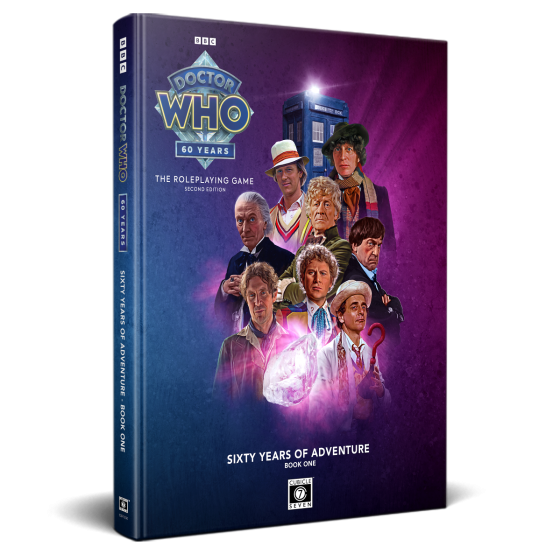 BBC
DOCTOR
WHO
60 YEARS
THE ROLEPLAYING GAME
SECOND EDITION
SIXTY YEARS OF ADVENTURE
BOOK ONE
CUBICLE
7
SEVEN
BBC
DOCTOR WHO
60 YEARS
SIXTY YEARS OF ADVENTURE · BOOK ONE